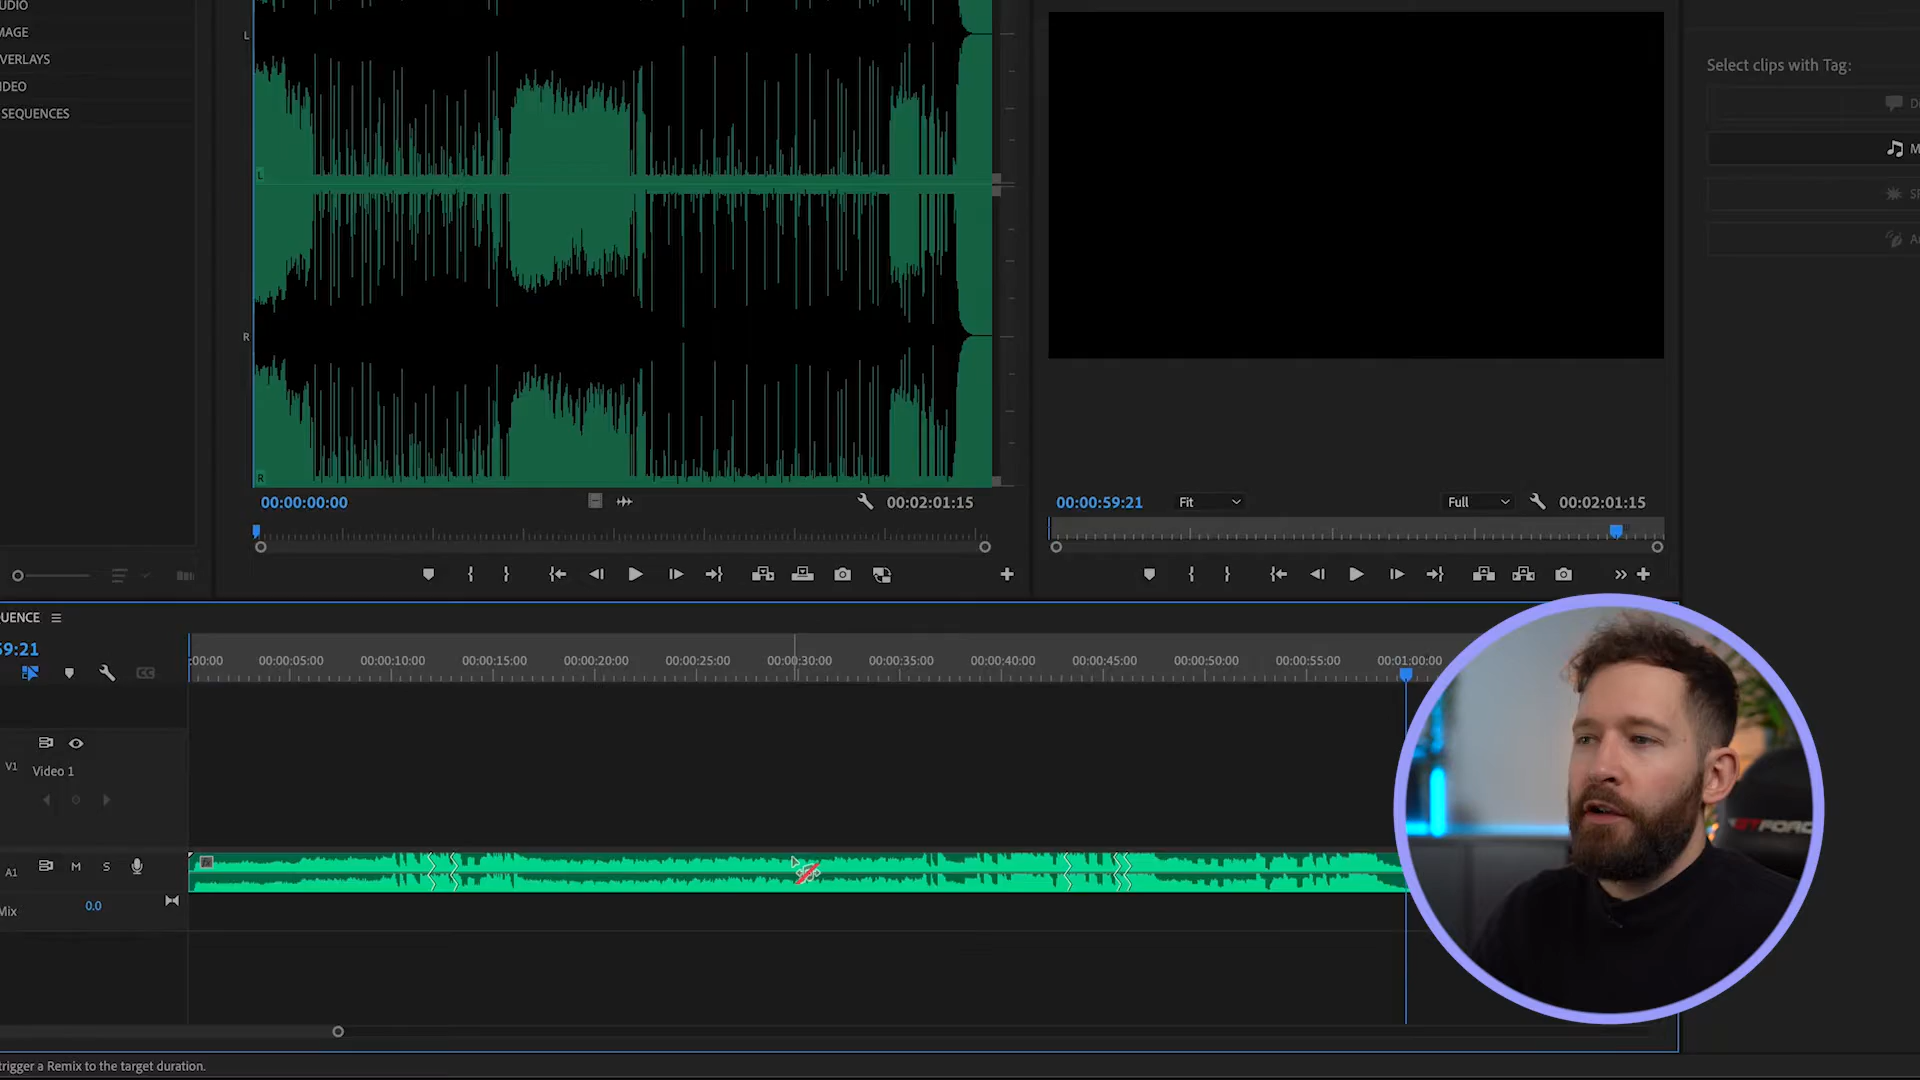 UDIO
MAGE
VERLAYS
IDEO
SEQUENCES
L
L
R
R
00:00:00:00
00:02:01:15
Select clips with Tag:
D
M
SF
A
00:00:59:21
Fit
Full
00:02:01:15
UENCE
59:21
:00:00 00:00:05:00 00:00:10:00 00:00:15:00 00:00:20:00 00:00:25:00 00:00:30:00 00:00:35:00 00:00:40:00 00:00:45:00 00:00:50:00 00:00:55:00 00:01:00:00
CC
V1
Video 1
A1 M S
fx
Mix 0.0
trigger a Remix to the target duration.